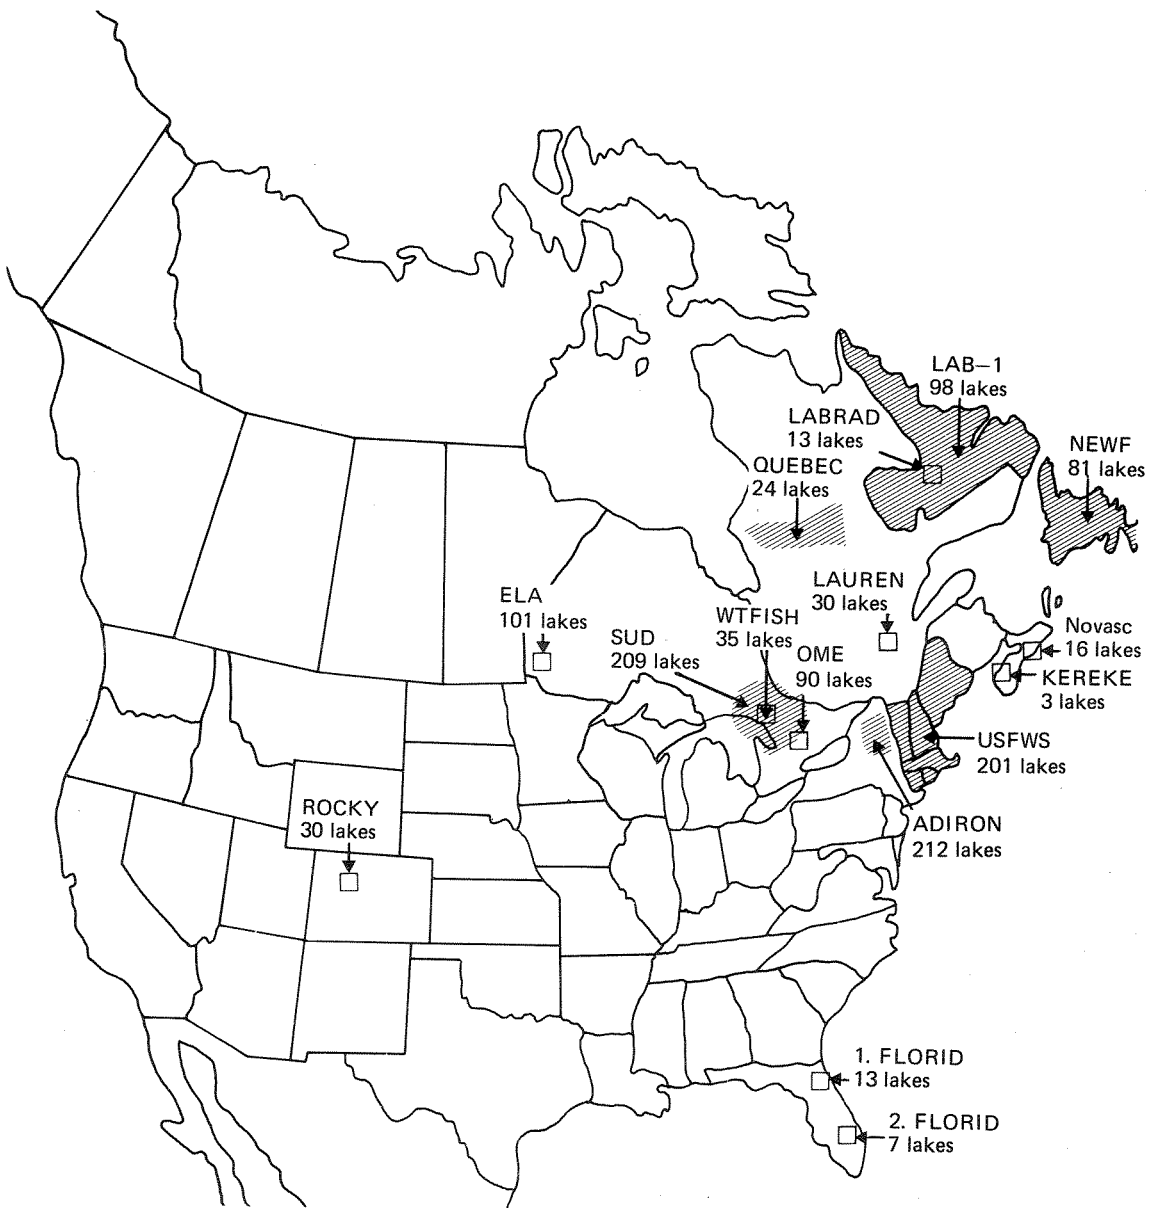 LAB–1
98 lakes
LABRAD
13 lakes
NEWF
81 lakes
QUEBEC
24 lakes
LAUREN
30 lakes
ELA
101 lakes
WTFISH
35 lakes
SUD
209 lakes
OME
90 lakes
Novasc
16 lakes
KEREKE
3 lakes
USFWS
201 lakes
ROCKY
30 lakes
ADIRON
212 lakes
1. FLORID
13 lakes
2. FLORID
7 lakes